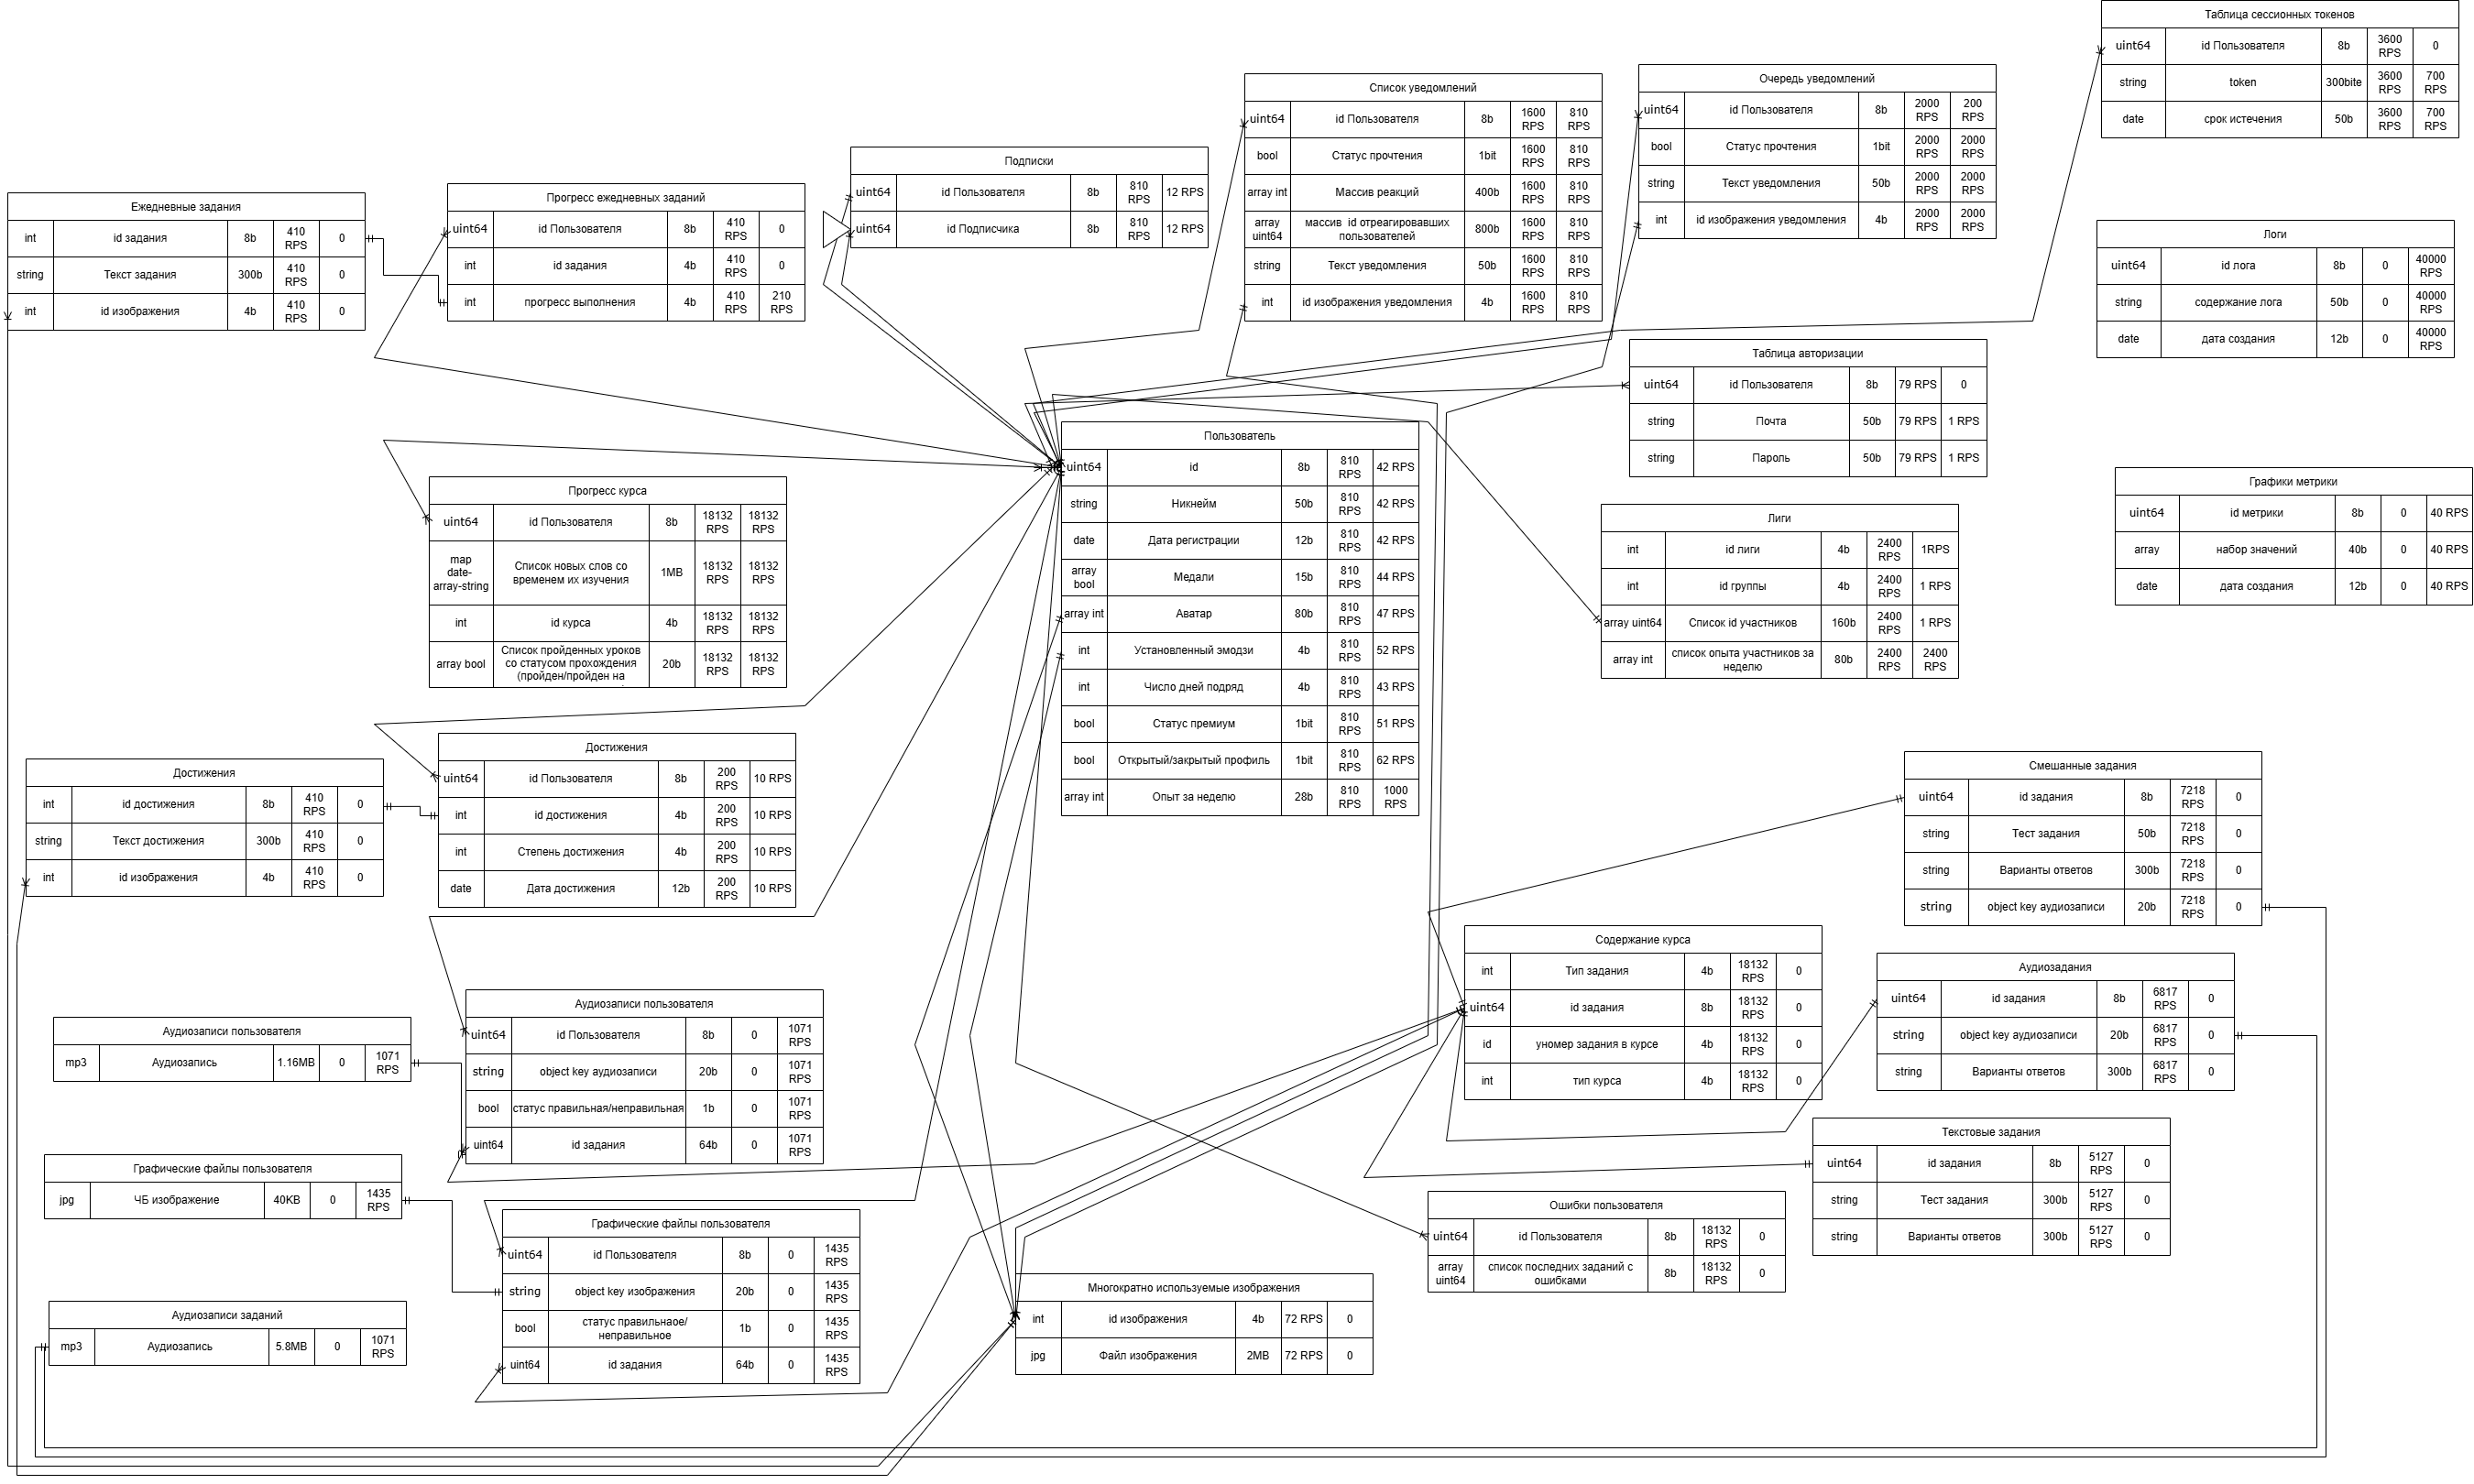 Таблица сессионных токенов
uint64 id Пользователя 8b 3600 RPS 0
string token 300bite 3600 RPS 700 RPS
date срок истечения 50b 3600 RPS 700 RPS
Очередь уведомлений
uint64 id Пользователя 8b 2000 RPS 200 RPS
bool Статус прочтения 1bit 2000 RPS 2000 RPS
string Текст уведомления 50b 2000 RPS 2000 RPS
int id изображения уведомления 4b 2000 RPS 2000 RPS
Список уведомлений
uint64 id Пользователя 8b 1600 RPS 810 RPS
bool Статус прочтения 1bit 1600 RPS 810 RPS
array int Массив реакций 400b 1600 RPS 810 RPS
array uint64 массив id отреагировавших пользователей 800b 1600 RPS 810 RPS
string Текст уведомления 50b 1600 RPS 810 RPS
int id изображения уведомления 4b 1600 RPS 810 RPS
Подписки
uint64 id Пользователя 8b 810 RPS 12 RPS
uint64 id Подписчика 8b 810 RPS 12 RPS
Прогресс ежедневных заданий
uint64 id Пользователя 8b 410 RPS 0
int id задания 4b 410 RPS 0
int прогресс выполнения 4b 410 RPS 210 RPS
Ежедневные задания
int id задания 8b 410 RPS 0
string Текст задания 300b 410 RPS 0
int id изображения 4b 410 RPS 0
Логи
uint64 id лога 8b 0 40000 RPS
string содержание лога 50b 0 40000 RPS
date дата создания 12b 0 40000 RPS
Таблица авторизации
uint64 id Пользователя 8b 79 RPS 0
string Почта 50b 79 RPS 1 RPS
string Пароль 50b 79 RPS 1 RPS
Пользователь
uint64 id 8b 810 RPS 42 RPS
string Никнейм 50b 810 RPS 42 RPS
date Дата регистрации 12b 810 RPS 42 RPS
array bool Медали 15b 810 RPS 44 RPS
array int Аватар 80b 810 RPS 47 RPS
int Установленный эмодзи 4b 810 RPS 52 RPS
int Число дней подряд 4b 810 RPS 43 RPS
bool Статус премиум 1bit 810 RPS 51 RPS
bool Открытый/закрытый профиль 1bit 810 RPS 62 RPS
array int Опыт за неделю 28b 810 RPS 1000 RPS
Графики метрики
uint64 id метрики 8b 0 40 RPS
array набор значений 40b 0 40 RPS
date дата создания 12b 0 40 RPS
Прогресс курса
uint64 id Пользователя 8b 18132 RPS 18132 RPS
map date-array-string Список новых слов со временем их изучения 1MB 18132 RPS 18132 RPS
int id курса 4b 18132 RPS 18132 RPS
array bool Список пройденных уроков со статусом прохождения (пройден/пройден на 20b 18132 RPS 18132 RPS
Лиги
int id лиги 4b 2400 RPS 1RPS
int id группы 4b 2400 RPS 1 RPS
array uint64 Список id участников 160b 2400 RPS 1 RPS
array int список опыта участников за неделю 80b 2400 RPS 2400 RPS
Достижения
uint64 id Пользователя 8b 200 RPS 10 RPS
int id достижения 4b 200 RPS 10 RPS
int Степень достижения 4b 200 RPS 10 RPS
date Дата достижения 12b 200 RPS 10 RPS
Достижения
int id достижения 8b 410 RPS 0
string Текст достижения 300b 410 RPS 0
int id изображения 4b 410 RPS 0
Смешанные задания
uint64 id задания 8b 7218 RPS 0
string Тест задания 50b 7218 RPS 0
string Варианты ответов 300b 7218 RPS 0
string object key аудиозаписи 20b 7218 RPS 0
Содержание курса
int Тип задания 4b 18132 RPS 0
uint64 id задания 8b 18132 RPS 0
id уномер задания в курсе 4b 18132 RPS 0
int тип курса 4b 18132 RPS 0
Аудиозадания
uint64 id задания 8b 6817 RPS 0
string object key аудиозаписи 20b 6817 RPS 0
string Варианты ответов 300b 6817 RPS 0
Аудиозаписи пользователя
uint64 id Пользователя 8b 0 1071 RPS
string object key аудиозаписи 20b 0 1071 RPS
bool статус правильная/неправильная 1b 0 1071 RPS
uint64 id задания 64b 0 1071 RPS
Аудиозаписи пользователя
mp3 Аудиозапись 1.16MB 0 1071 RPS
Текстовые задания
uint64 id задания 8b 5127 RPS 0
string Тест задания 300b 5127 RPS 0
string Варианты ответов 300b 5127 RPS 0
Графические файлы пользователя
jpg ЧБ изображение 40KB 0 1435 RPS
Ошибки пользователя
uint64 id Пользователя 8b 18132 RPS 0
array uint64 список последних заданий с ошибками 8b 18132 RPS 0
Графические файлы пользователя
uint64 id Пользователя 8b 0 1435 RPS
string object key изображения 20b 0 1435 RPS
bool статус правильнаое/ неправильное 1b 0 1435 RPS
uint64 id задания 64b 0 1435 RPS
Многократно используемые изображения
int id изображения 4b 72 RPS 0
jpg Файл изображения 2MB 72 RPS 0
Аудиозаписи заданий
mp3 Аудиозапись 5.8MB 0 1071 RPS